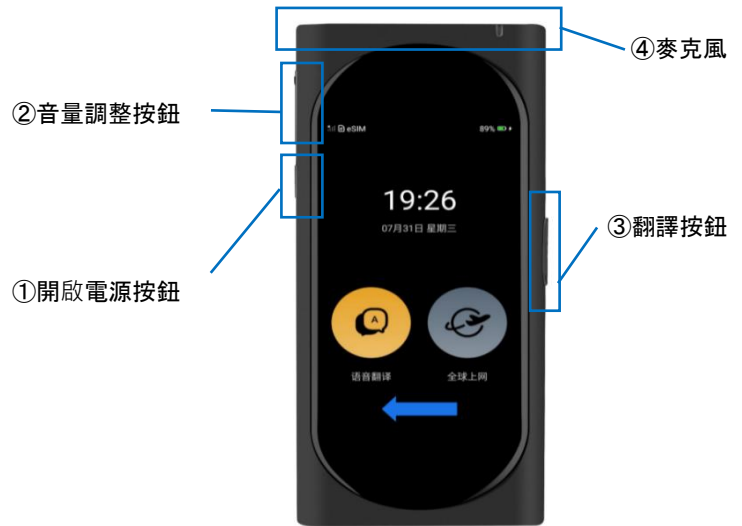 ④麥克風
②音量調整按鈕
eSIM
89%
19:26
07月31日 星期三
③翻譯按鈕
①開啟電源按鈕
A
语音翻译
全球上网